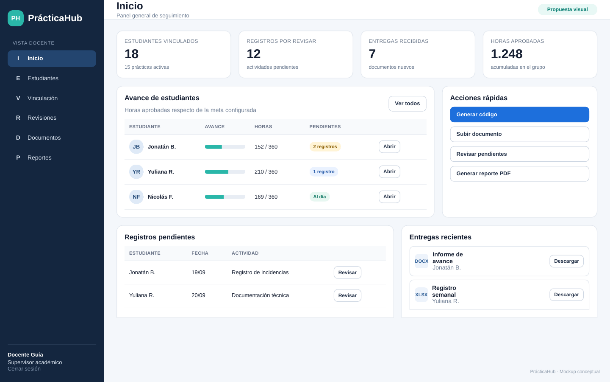 PH PrácticaHub
VISTA DOCENTE
I Inicio
E Estudiantes
V Vinculación
R Revisiones
D Documentos
P Reportes
Docente Guía
Supervisor académico
Cerrar sesión
Inicio
Panel general de seguimiento
Propuesta visual
ESTUDIANTES VINCULADOS
18
15 prácticas activas
REGISTROS POR REVISAR
12
actividades pendientes
ENTREGAS RECIBIDAS
7
documentos nuevos
HORAS APROBADAS
1.248
acumuladas en el grupo
Avance de estudiantes
Horas aprobadas respecto de la meta configurada
Ver todos
ESTUDIANTE AVANCE HORAS PENDIENTES
JB Jonatán B. 152 / 360 2 registros Abrir
YR Yuliana R. 210 / 360 1 registro Abrir
NF Nicolás F. 169 / 360 Al día Abrir
Acciones rápidas
Generar código
Subir documento
Revisar pendientes
Generar reporte PDF
Registros pendientes
ESTUDIANTE FECHA ACTIVIDAD
Jonatán B. 19/09 Registro de incidencias Revisar
Yuliana R. 20/09 Documentación técnica Revisar
Entregas recientes
DOCX Informe de
avance
Jonatán B.
Descargar
XLSX Registro
semanal
Yuliana R.
Descargar
PrácticaHub · Mockup conceptual